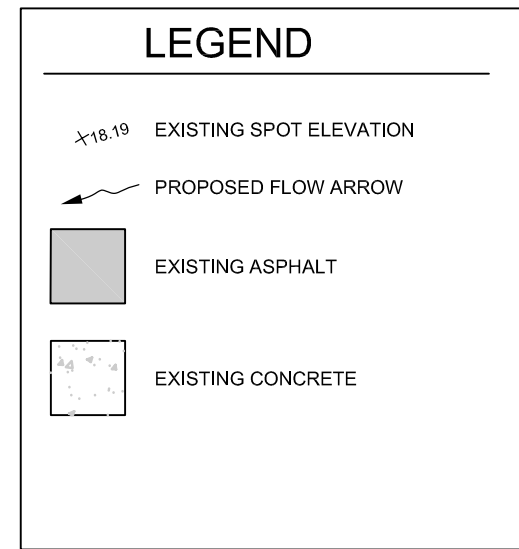 LEGEND
×18.19 EXISTING SPOT ELEVATION
PROPOSED FLOW ARROW
EXISTING ASPHALT
EXISTING CONCRETE